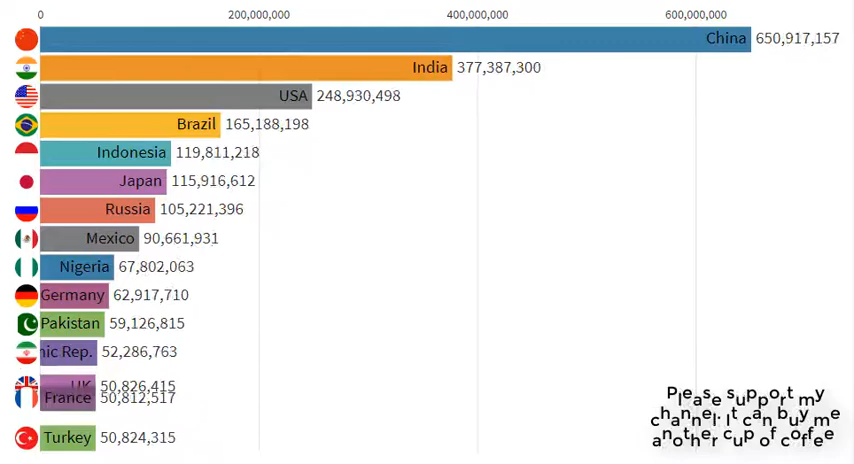 0 200,000,000 400,000,000 600,000,000
China 650,917,157
India 377,387,300
USA 248,930,498
Brazil 165,188,198
Indonesia 119,811,218
Japan 115,916,612
Russia 105,221,396
Mexico 90,661,931
Nigeria 67,802,063
Germany 62,917,710
Pakistan 59,126,815
nic Rep. 52,286,763
UK 50,826,415
France 50,812,517
Turkey 50,824,315
Please support my
channel. It can buy me
another cup of coffee